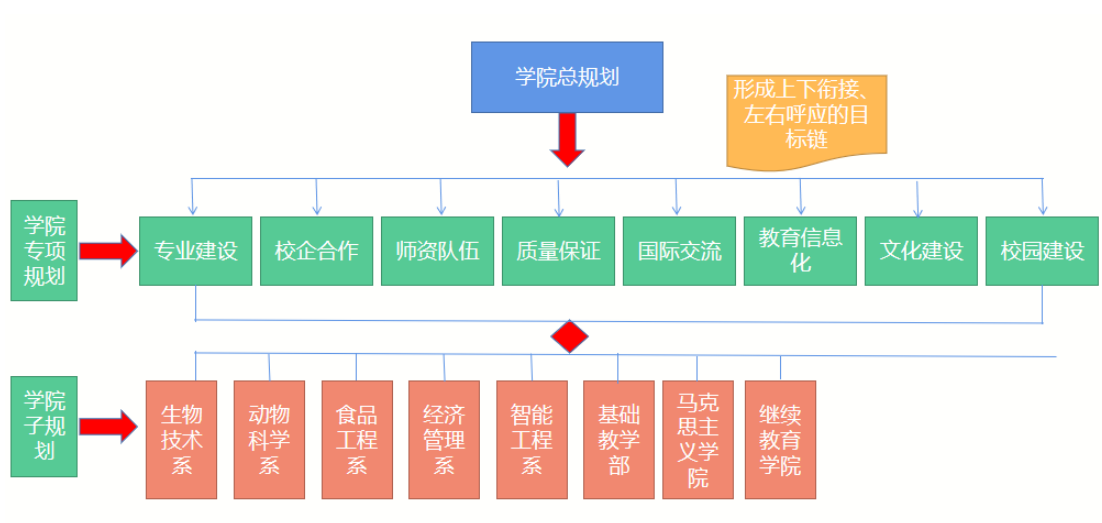 学院总规划
形成上下衔接、
左右呼应的目
标链
学院
专项
规划
专业建设
校企合作
师资队伍
质量保证
国际交流
教育信息
化
文化建设
校园建设
学院
子规
划
生物
技术
系
动物
科学
系
食品
工程
系
经济
管理
系
智能
工程
系
基础
教学
部
马克
思主
义学
院
继续
教育
学院